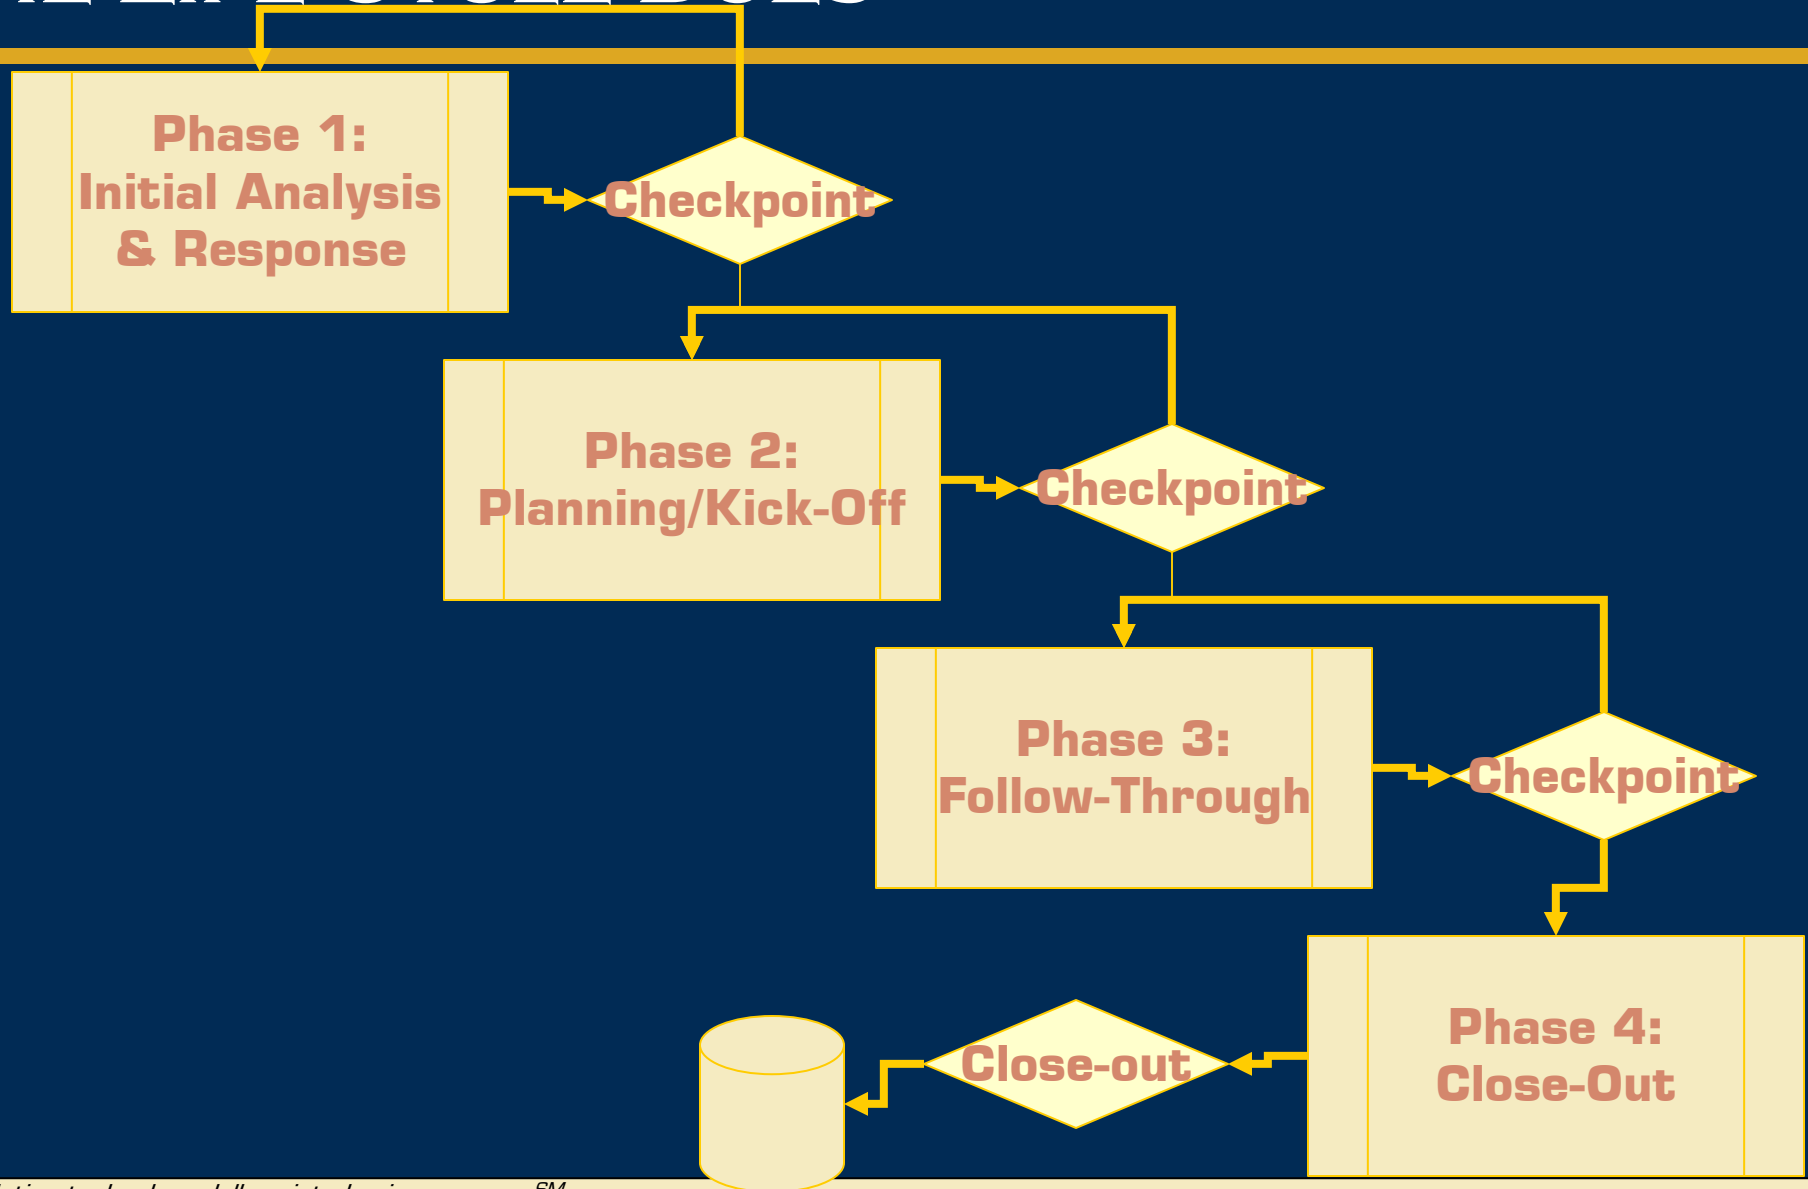 Phase 1:
Initial Analysis
& Response
Checkpoint
Phase 2:
Planning/Kick-Off
Checkpoint
Phase 3:
Follow-Through
Checkpoint
Phase 4:
Close-Out
Close-out
SM